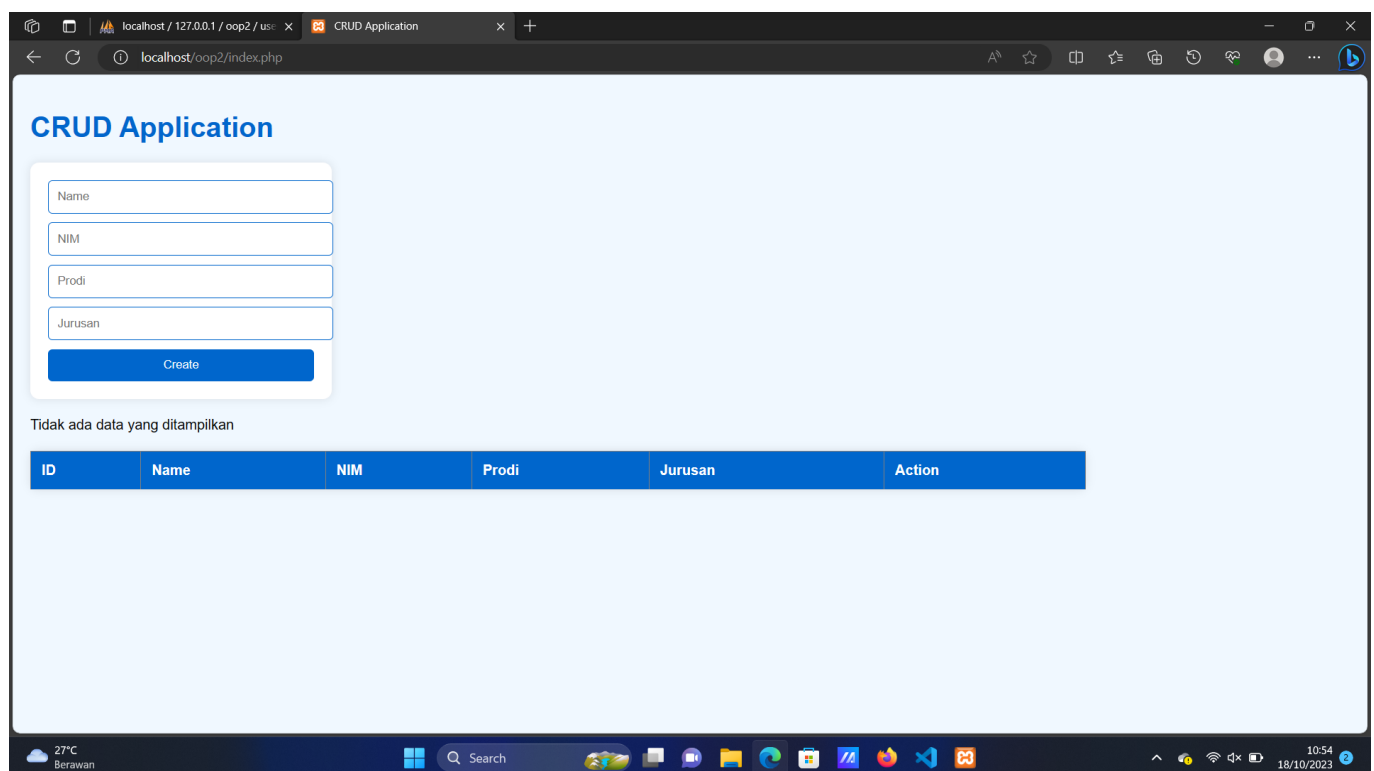 localhost / 127.0.0.1 / oop2 / use
CRUD Application
localhost/oop2/index.php
CRUD Application
Name
NIM
Prodi
Jurusan
Create
Tidak ada data yang ditampilkan
ID Name NIM Prodi Jurusan Action
27°C
Berawan
Search
10:54
18/10/2023
2